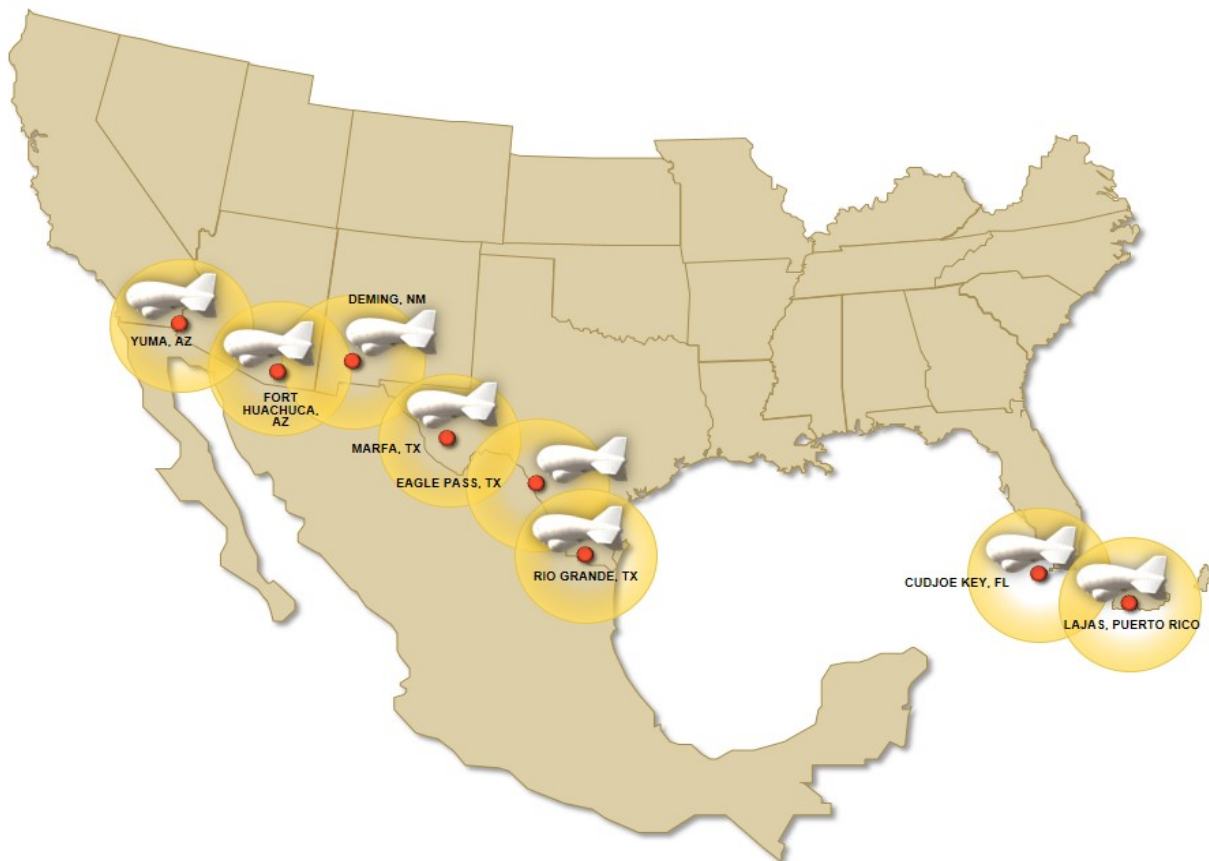 DEMING, NM
YUMA, AZ
FORT
HUACHUCA,
AZ
MARFA, TX
EAGLE PASS, TX
RIO GRANDE, TX
CUDJOE KEY, FL
LAJAS, PUERTO RICO